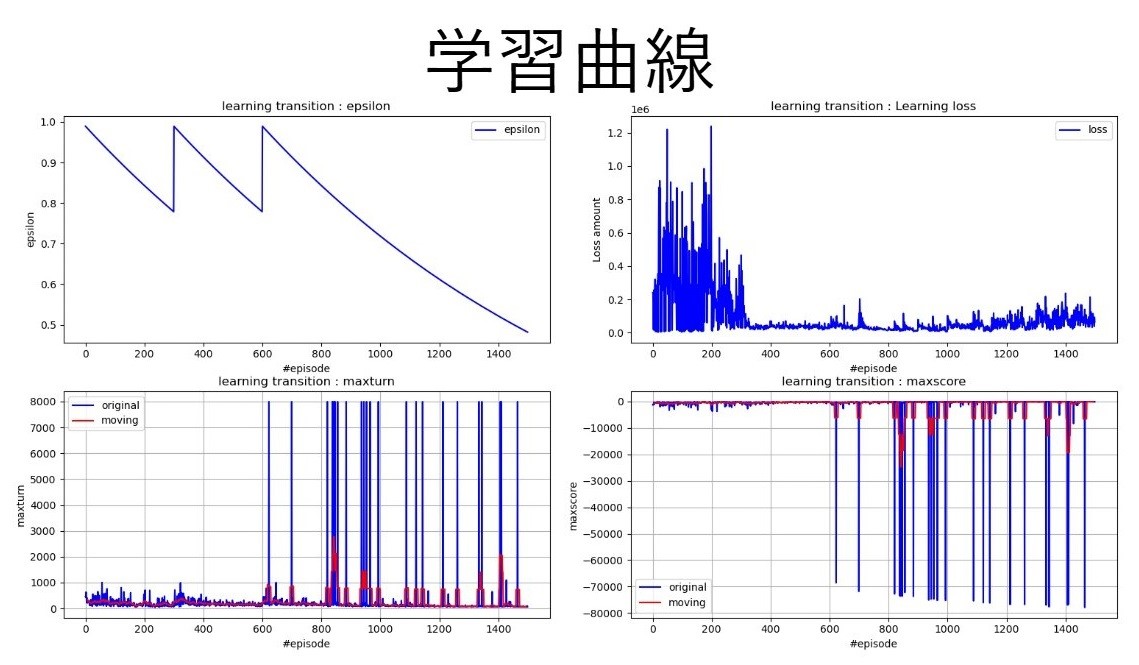 学習曲線
learning transition : epsilon
1.0
0.9
0.8
0.7
0.6
0.5
epsilon
epsilon
0 200 400 600 800 1000 1200 1400
#episode
learning transition : Learning loss
1e6
1.2
1.0
0.8
0.6
0.4
0.2
0.0
Loss amount
loss
0 200 400 600 800 1000 1200 1400
#episode
learning transition : maxturn
8000
7000
6000
5000
4000
3000
2000
1000
0
maxturn
original
moving
0 200 400 600 800 1000 1200 1400
#episode
learning transition : maxscore
0
−10000
−20000
−30000
−40000
−50000
−60000
−70000
−80000
maxscore
original
moving
0 200 400 600 800 1000 1200 1400
#episode